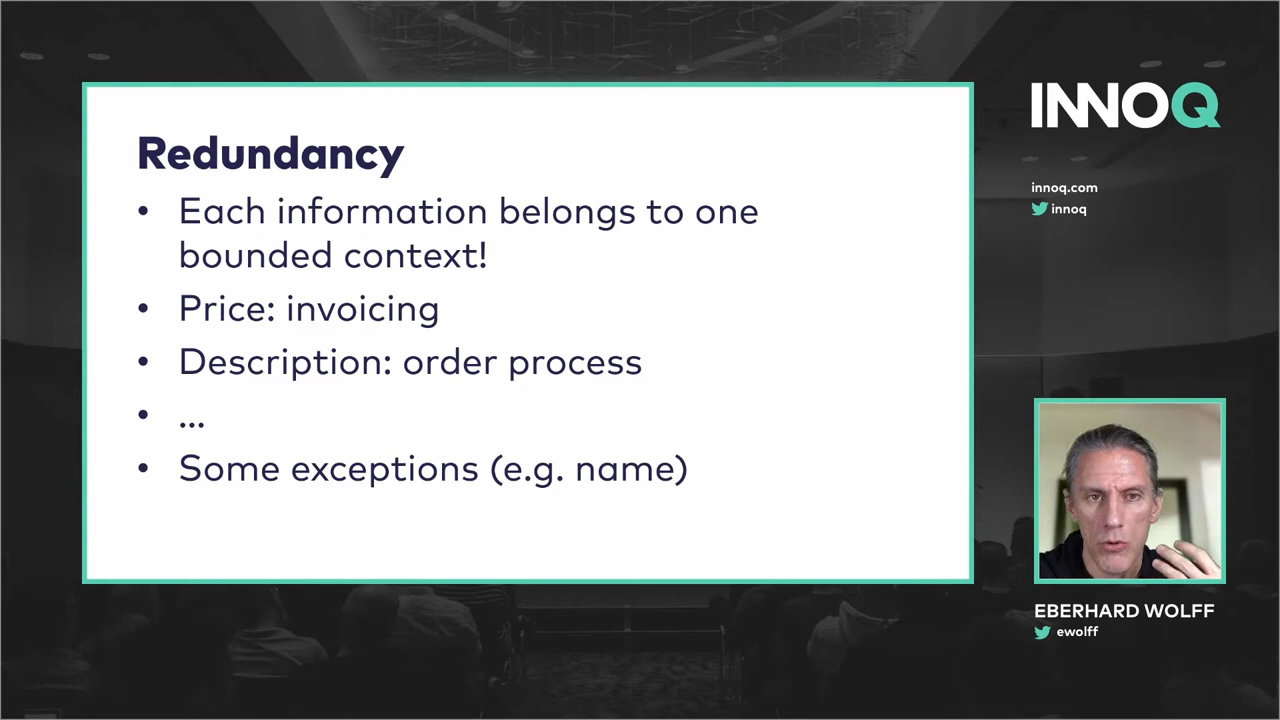 Redundancy
• Each information belongs to one
bounded context!
• Price: invoicing
• Description: order process
• ...
• Some exceptions (e.g. name)
INNOQ
innoq.com
innoq
EBERHARD WOLFF
ewolff